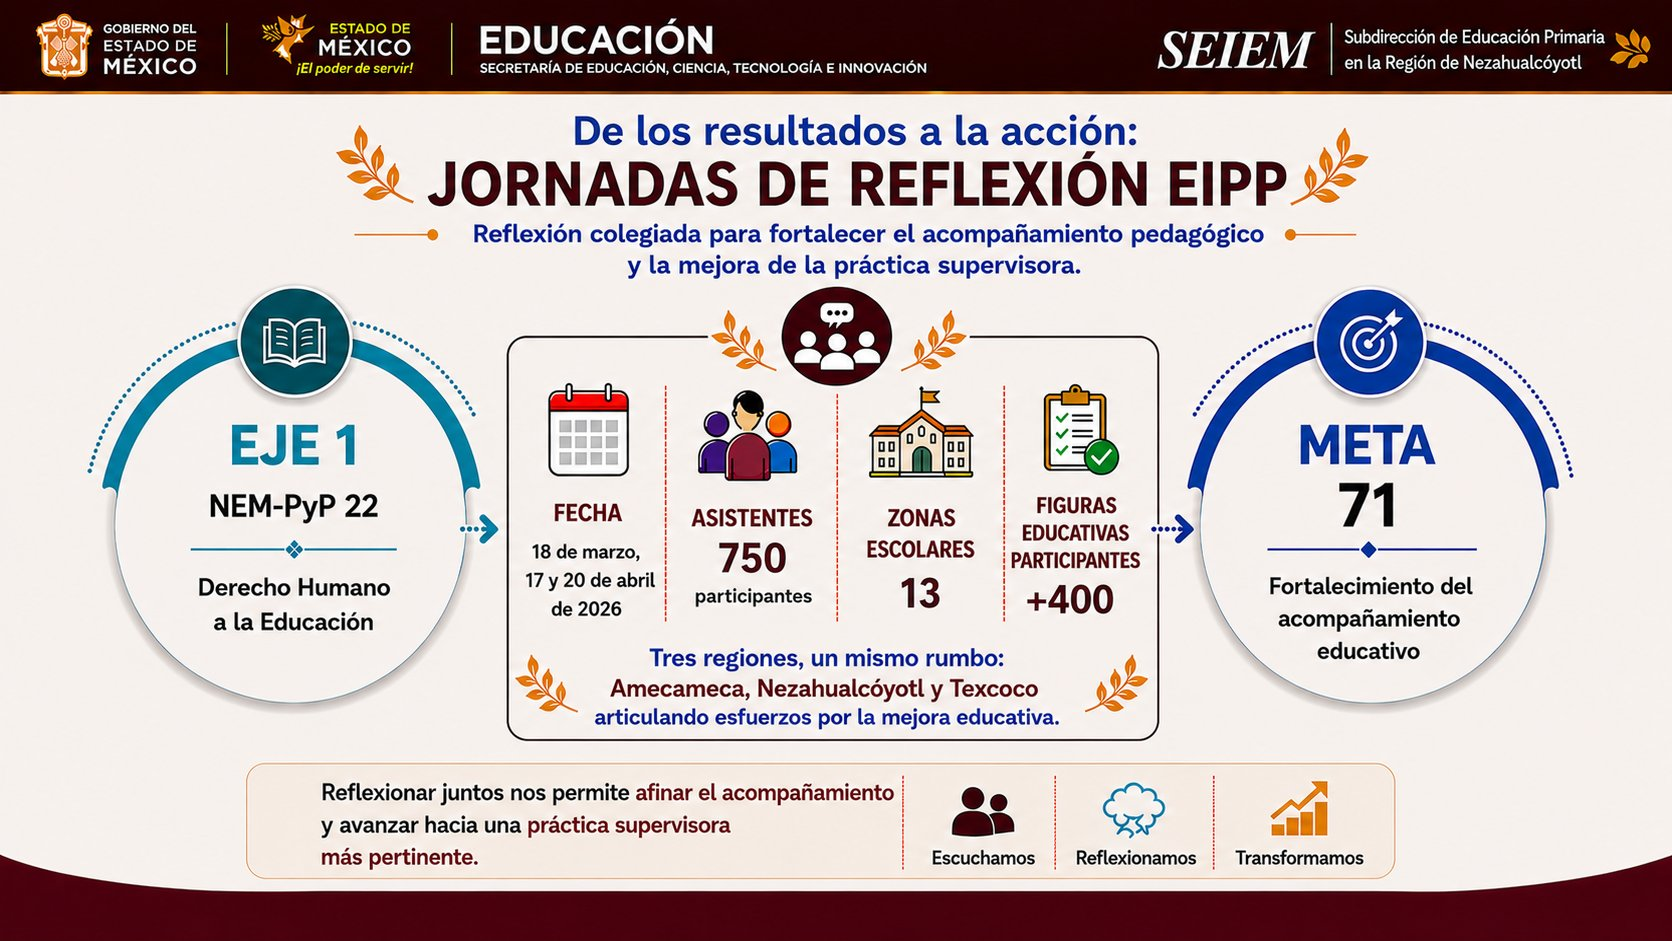 GOBIERNO DEL
ESTADO DE
MÉXICO
ESTADO DE
MÉXICO
¡El poder de servir!
EDUCACIÓN
SECRETARÍA DE EDUCACIÓN, CIENCIA, TECNOLOGÍA E INNOVACIÓN
SEIEM
Subdirección de Educación Primaria
en la Región de Nezahualcóyotl
De los resultados a la acción:
JORNADAS DE REFLEXIÓN EIPP
Reflexión colegiada para fortalecer el acompañamiento pedagógico
y la mejora de la práctica supervisora.
EJE 1
NEM-PyP 22
Derecho Humano
a la Educación
FECHA
18 de marzo,
17 y 20 de abril
de 2026
ASISTENTES
750
participantes
ZONAS
ESCOLARES
13
FIGURAS
EDUCATIVAS
PARTICIPANTES
+400
Tres regiones, un mismo rumbo:
Amecameca, Nezahualcóyotl y Texcoco
articulando esfuerzos por la mejora educativa.
META
71
Fortalecimiento del
acompañamiento
educativo
Reflexionar juntos nos permite afinar el acompañamiento
y avanzar hacia una práctica supervisora
más pertinente.
Escuchamos
Reflexionamos
Transformamos